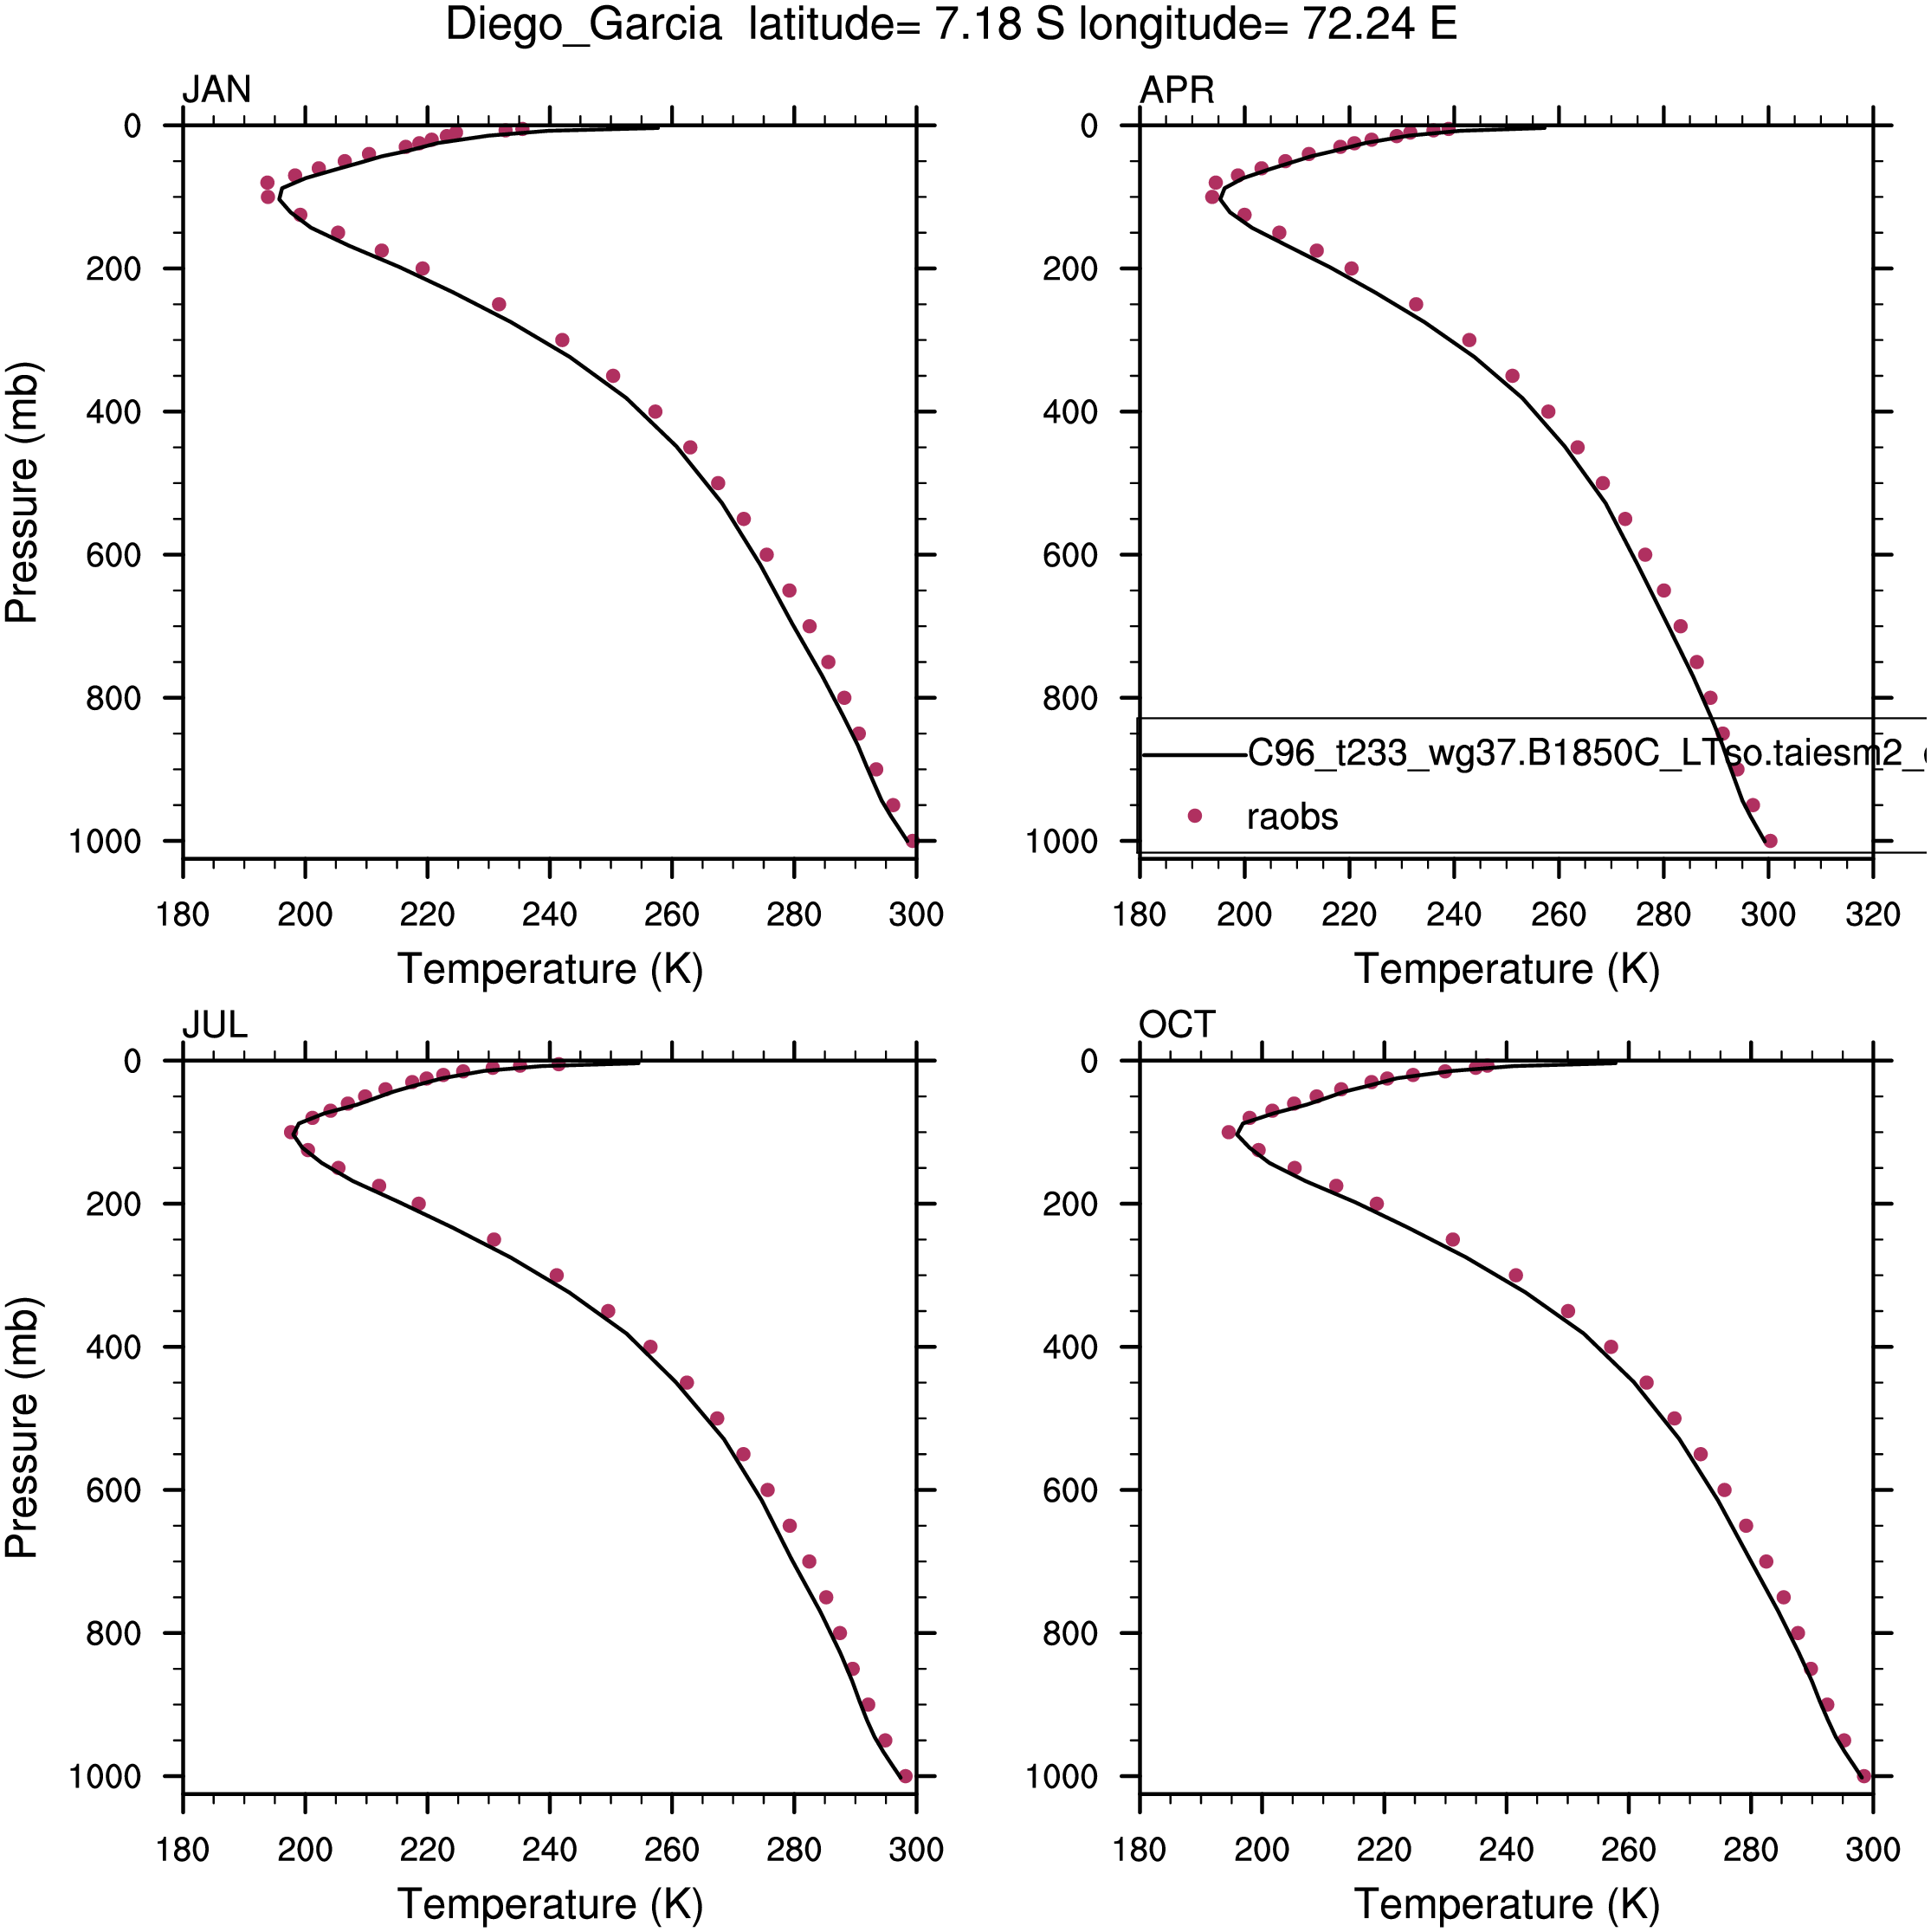 Diego_Garcia latitude= 7.18 S longitude= 72.24 E
JAN
0
200
400
600
800
1000
Pressure (mb)
180 200 220 240 260 280 300
Temperature (K)
APR
0
200
400
600
800
1000
C96_t233_wg37.B1850C_LTso.taiesm2_
raobs
180 200 220 240 260 280 300 320
Temperature (K)
JUL
0
200
400
600
800
1000
Pressure (mb)
180 200 220 240 260 280 300
Temperature (K)
OCT
0
200
400
600
800
1000
180 200 220 240 260 280 300
Temperature (K)